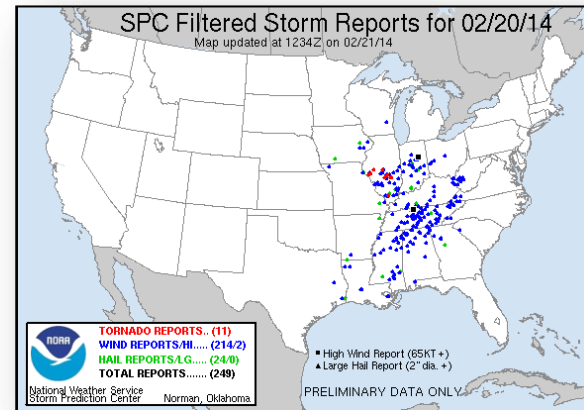 SPC Filtered Storm Reports for 02/20/14
Map updated at 1234Z on 02/21/14
NOAA
TORNADO REPORTS.. (11)
WIND REPORTS/HI..... (214/2)
HAIL REPORTS/LG..... (24/0)
TOTAL REPORTS....... (249)
National Weather Service
Storm Prediction Center Norman, Oklahoma
■ High Wind Report (65KT +)
▲ Large Hail Report (2" dia. +)
PRELIMINARY DATA ONLY